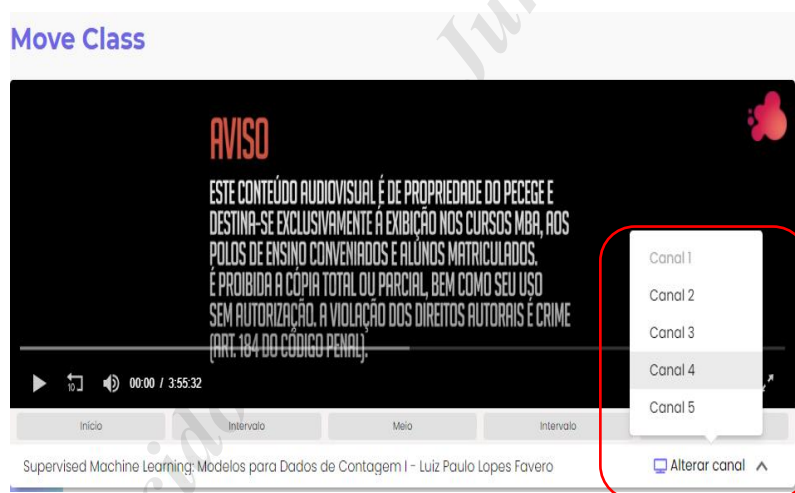 Move Class
AVISO
ESTE CONTEÚDO AUDIOVISUAL É DE PROPRIEDADE DO PECEGE E
DESTINA-SE EXCLUSIVAMENTE À EXIBIÇÃO NOS CURSOS MBA, AOS
POLOS DE ENSINO CONVENIADOS E ALUNOS MATRICULADOS.
É PROIBIDA A CÓPIA TOTAL OU PARCIAL, BEM COMO SEU USO
SEM AUTORIZAÇÃO. A VIOLAÇÃO DOS DIREITOS AUTORAIS É CRIME
(ART. 184 DO CÓDIGO PENAL).
Canal 1
Canal 2
Canal 3
Canal 4
Canal 5
10
00:00 / 3:55:32
Início
Intervalo
Meio
Intervalo
Supervised Machine Learning: Modelos para Dados de Contagem I - Luiz Paulo Lopes Favero
Alterar canal